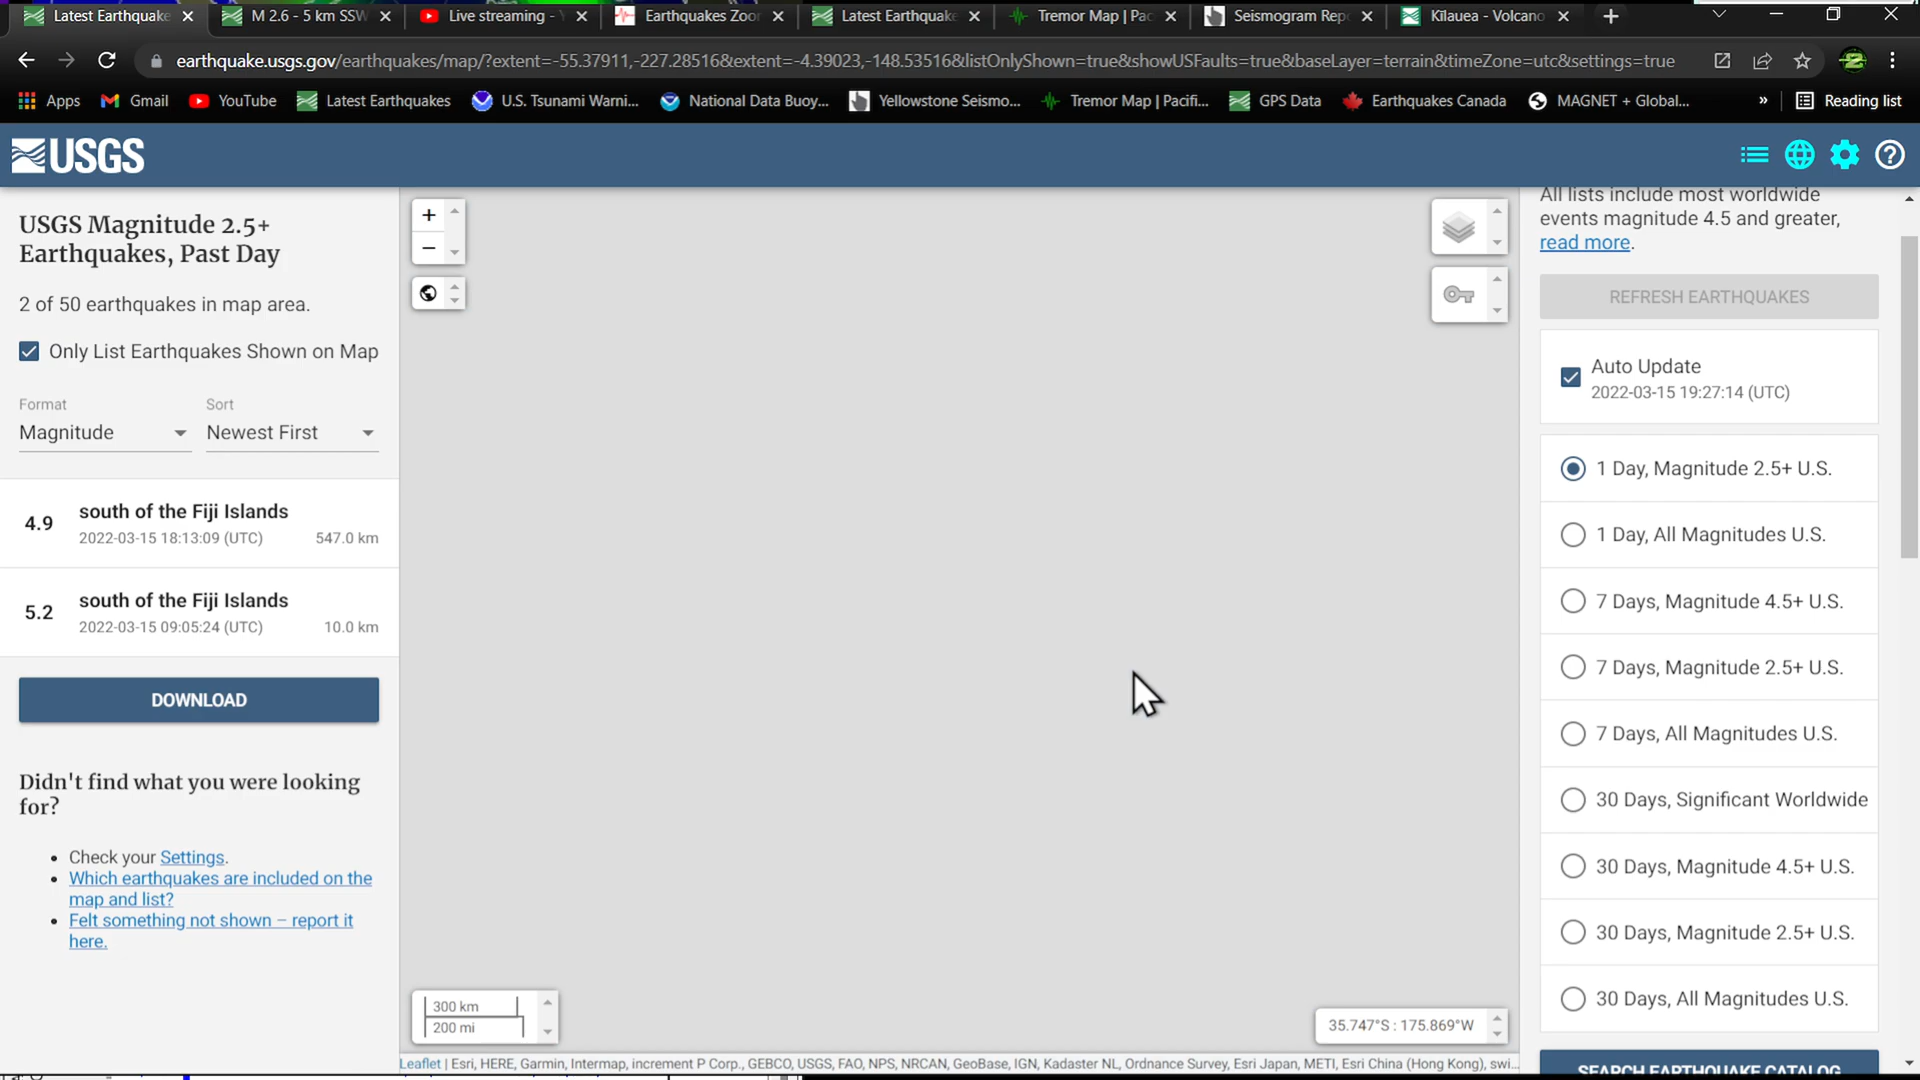 Latest Earthquake
M 2.6 - 5 km SSW
Live streaming -
Earthquakes Zoo
Latest Earthquake
Tremor Map | Pac
Seismogram Rep
Kīlauea - Volcano
earthquake.usgs.gov/earthquakes/map/?extent=-55.37911,-227.28516&extent=-4.39023,-148.53516&listOnlyShown=true&showUSFaults=true&baseLayer=terrain&timeZone=utc&settings=true
Apps Gmail YouTube Latest Earthquakes U.S. Tsunami Warni... National Data Buoy... Yellowstone Seismo... Tremor Map | Pacifi... GPS Data Earthquakes Canada MAGNET + Global... » Reading list
USGS
USGS Magnitude 2.5+
Earthquakes, Past Day
2 of 50 earthquakes in map area.
Only List Earthquakes Shown on Map
Format Sort
Magnitude Newest First
4.9 south of the Fiji Islands
2022-03-15 18:13:09 (UTC) 547.0 km
5.2 south of the Fiji Islands
2022-03-15 09:05:24 (UTC) 10.0 km
DOWNLOAD
Didn't find what you were looking
for?
Check your Settings.
Which earthquakes are included on the
map and list?
Felt something not shown – report it
here.
+
−
300 km
200 mi
35.747°S : 175.869°W
Leaflet | Esri, HERE, Garmin, Intermap, increment P Corp., GEBCO, USGS, FAO, NPS, NRCAN, GeoBase, IGN, Kadaster NL, Ordnance Survey, Esri Japan, METI, Esri China (Hong Kong), swi...
All lists include most worldwide
events magnitude 4.5 and greater,
read more.
REFRESH EARTHQUAKES
Auto Update
2022-03-15 19:27:14 (UTC)
1 Day, Magnitude 2.5+ U.S.
1 Day, All Magnitudes U.S.
7 Days, Magnitude 4.5+ U.S.
7 Days, Magnitude 2.5+ U.S.
7 Days, All Magnitudes U.S.
30 Days, Significant Worldwide
30 Days, Magnitude 4.5+ U.S.
30 Days, Magnitude 2.5+ U.S.
30 Days, All Magnitudes U.S.
SEARCH EARTHQUAKE CATALOG